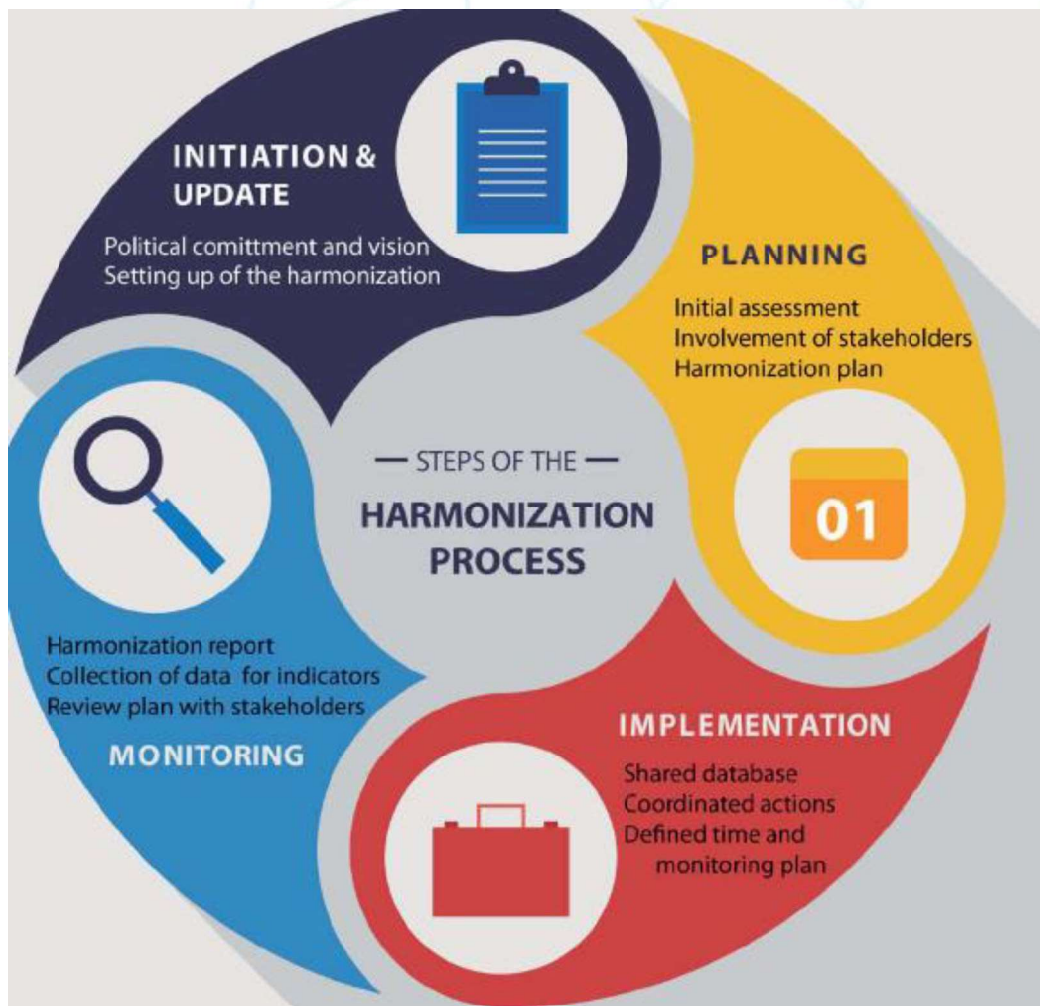 INITIATION &
UPDATE
Political comittment and vision
Setting up of the harmonization
PLANNING
Initial assessment
Involvement of stakeholders
Harmonization plan
01
— STEPS OF THE —
HARMONIZATION
PROCESS
Harmonization report
Collection of data for indicators
Review plan with stakeholders
MONITORING
IMPLEMENTATION
Shared database
Coordinated actions
Defined time and
monitoring plan